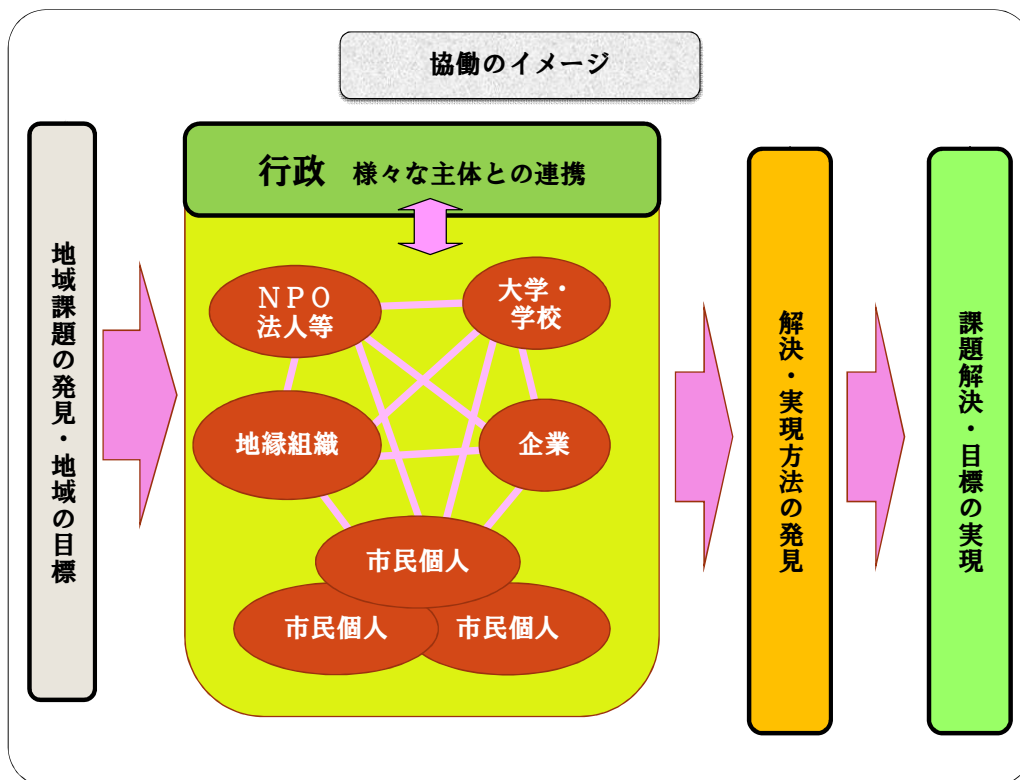 協働のイメージ
地域課題の発見・地域の目標
行政 様々な主体との連携
ＮＰＯ
法人等
大学・
学校
地縁組織
企業
市民個人
市民個人
市民個人
解決・実現方法の発見
課題解決・目標の実現